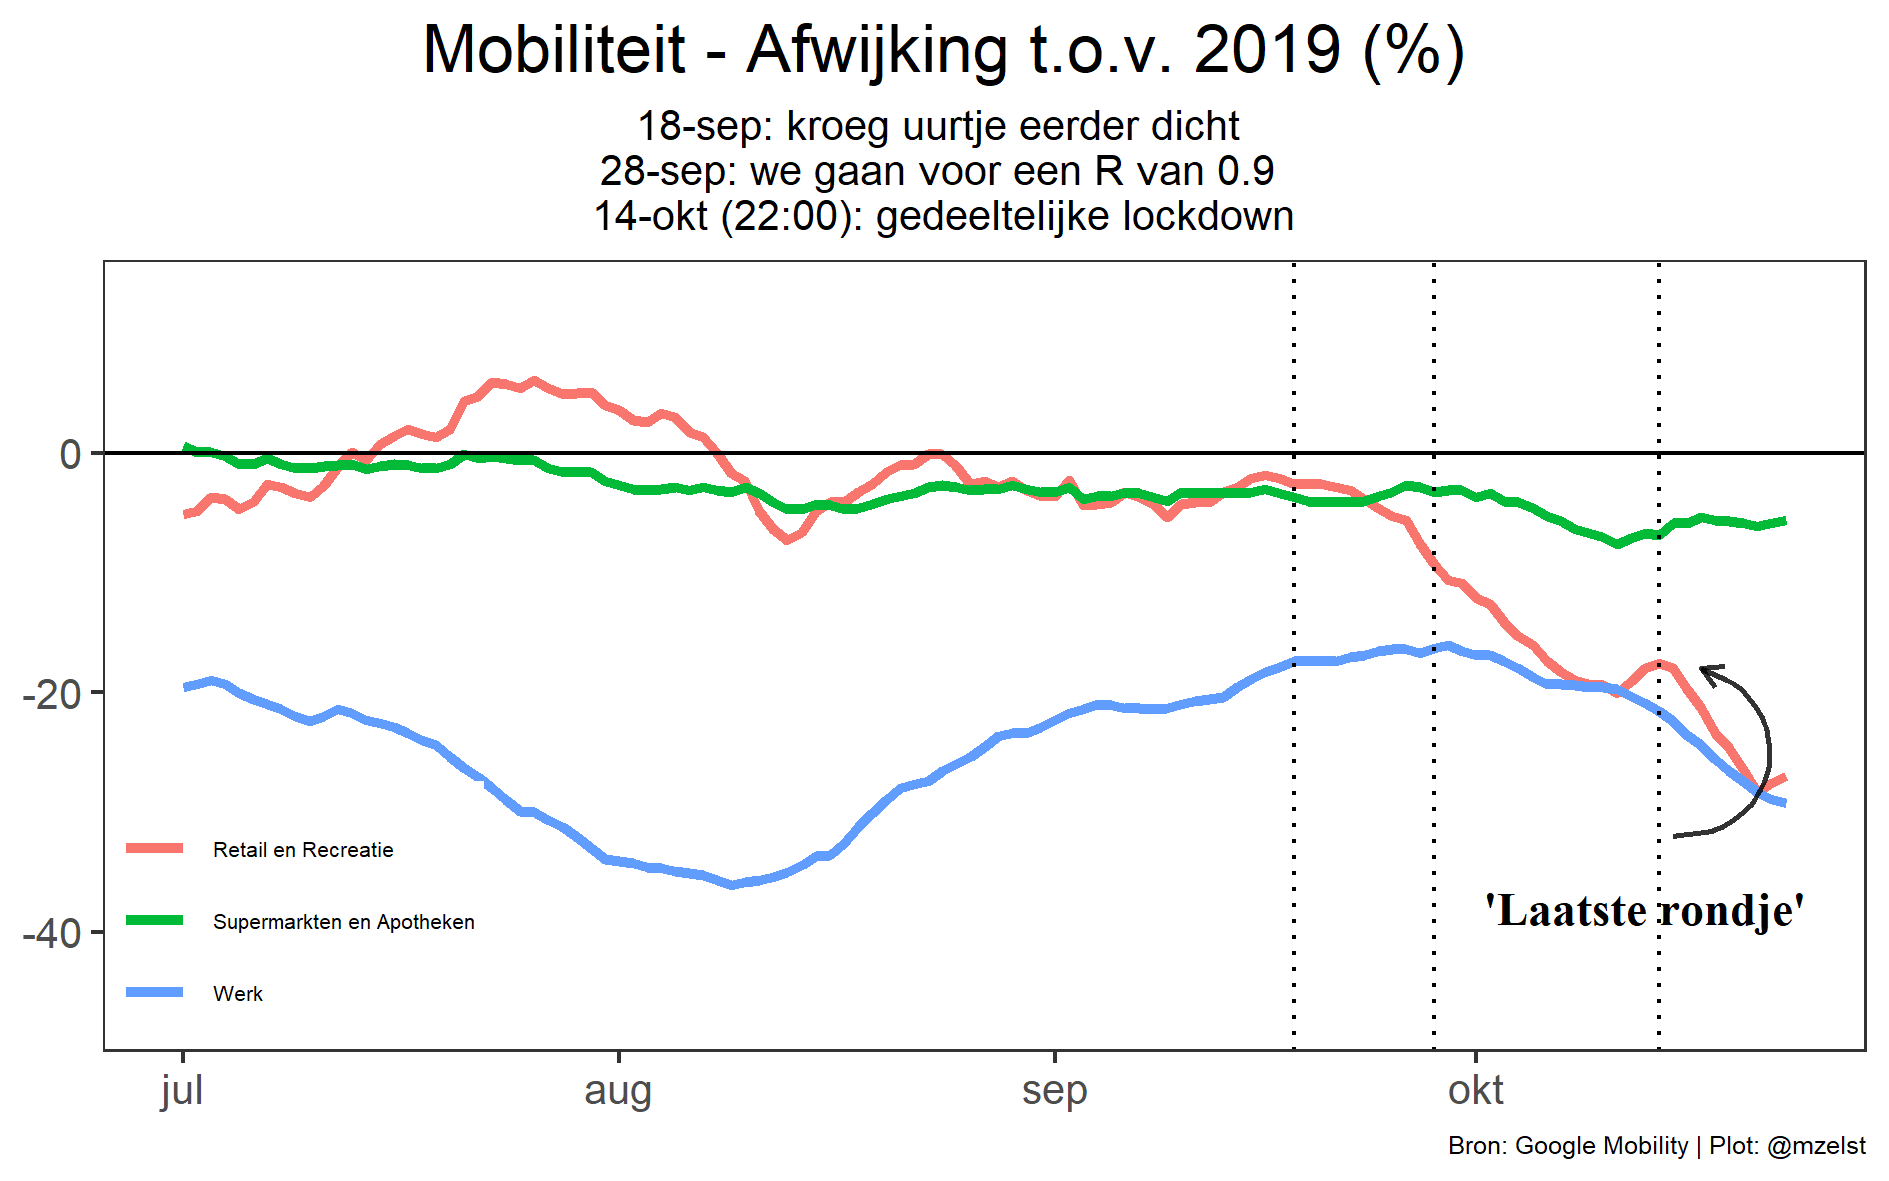 Mobiliteit - Afwijking t.o.v. 2019 (%)
18-sep: kroeg uurtje eerder dicht
28-sep: we gaan voor een R van 0.9
14-okt (22:00): gedeeltelijke lockdown
0
-20
-40
Retail en Recreatie
Supermarkten en Apotheken
Werk
'Laatste rondje'
jul aug sep okt
Bron: Google Mobility | Plot: @mzelst